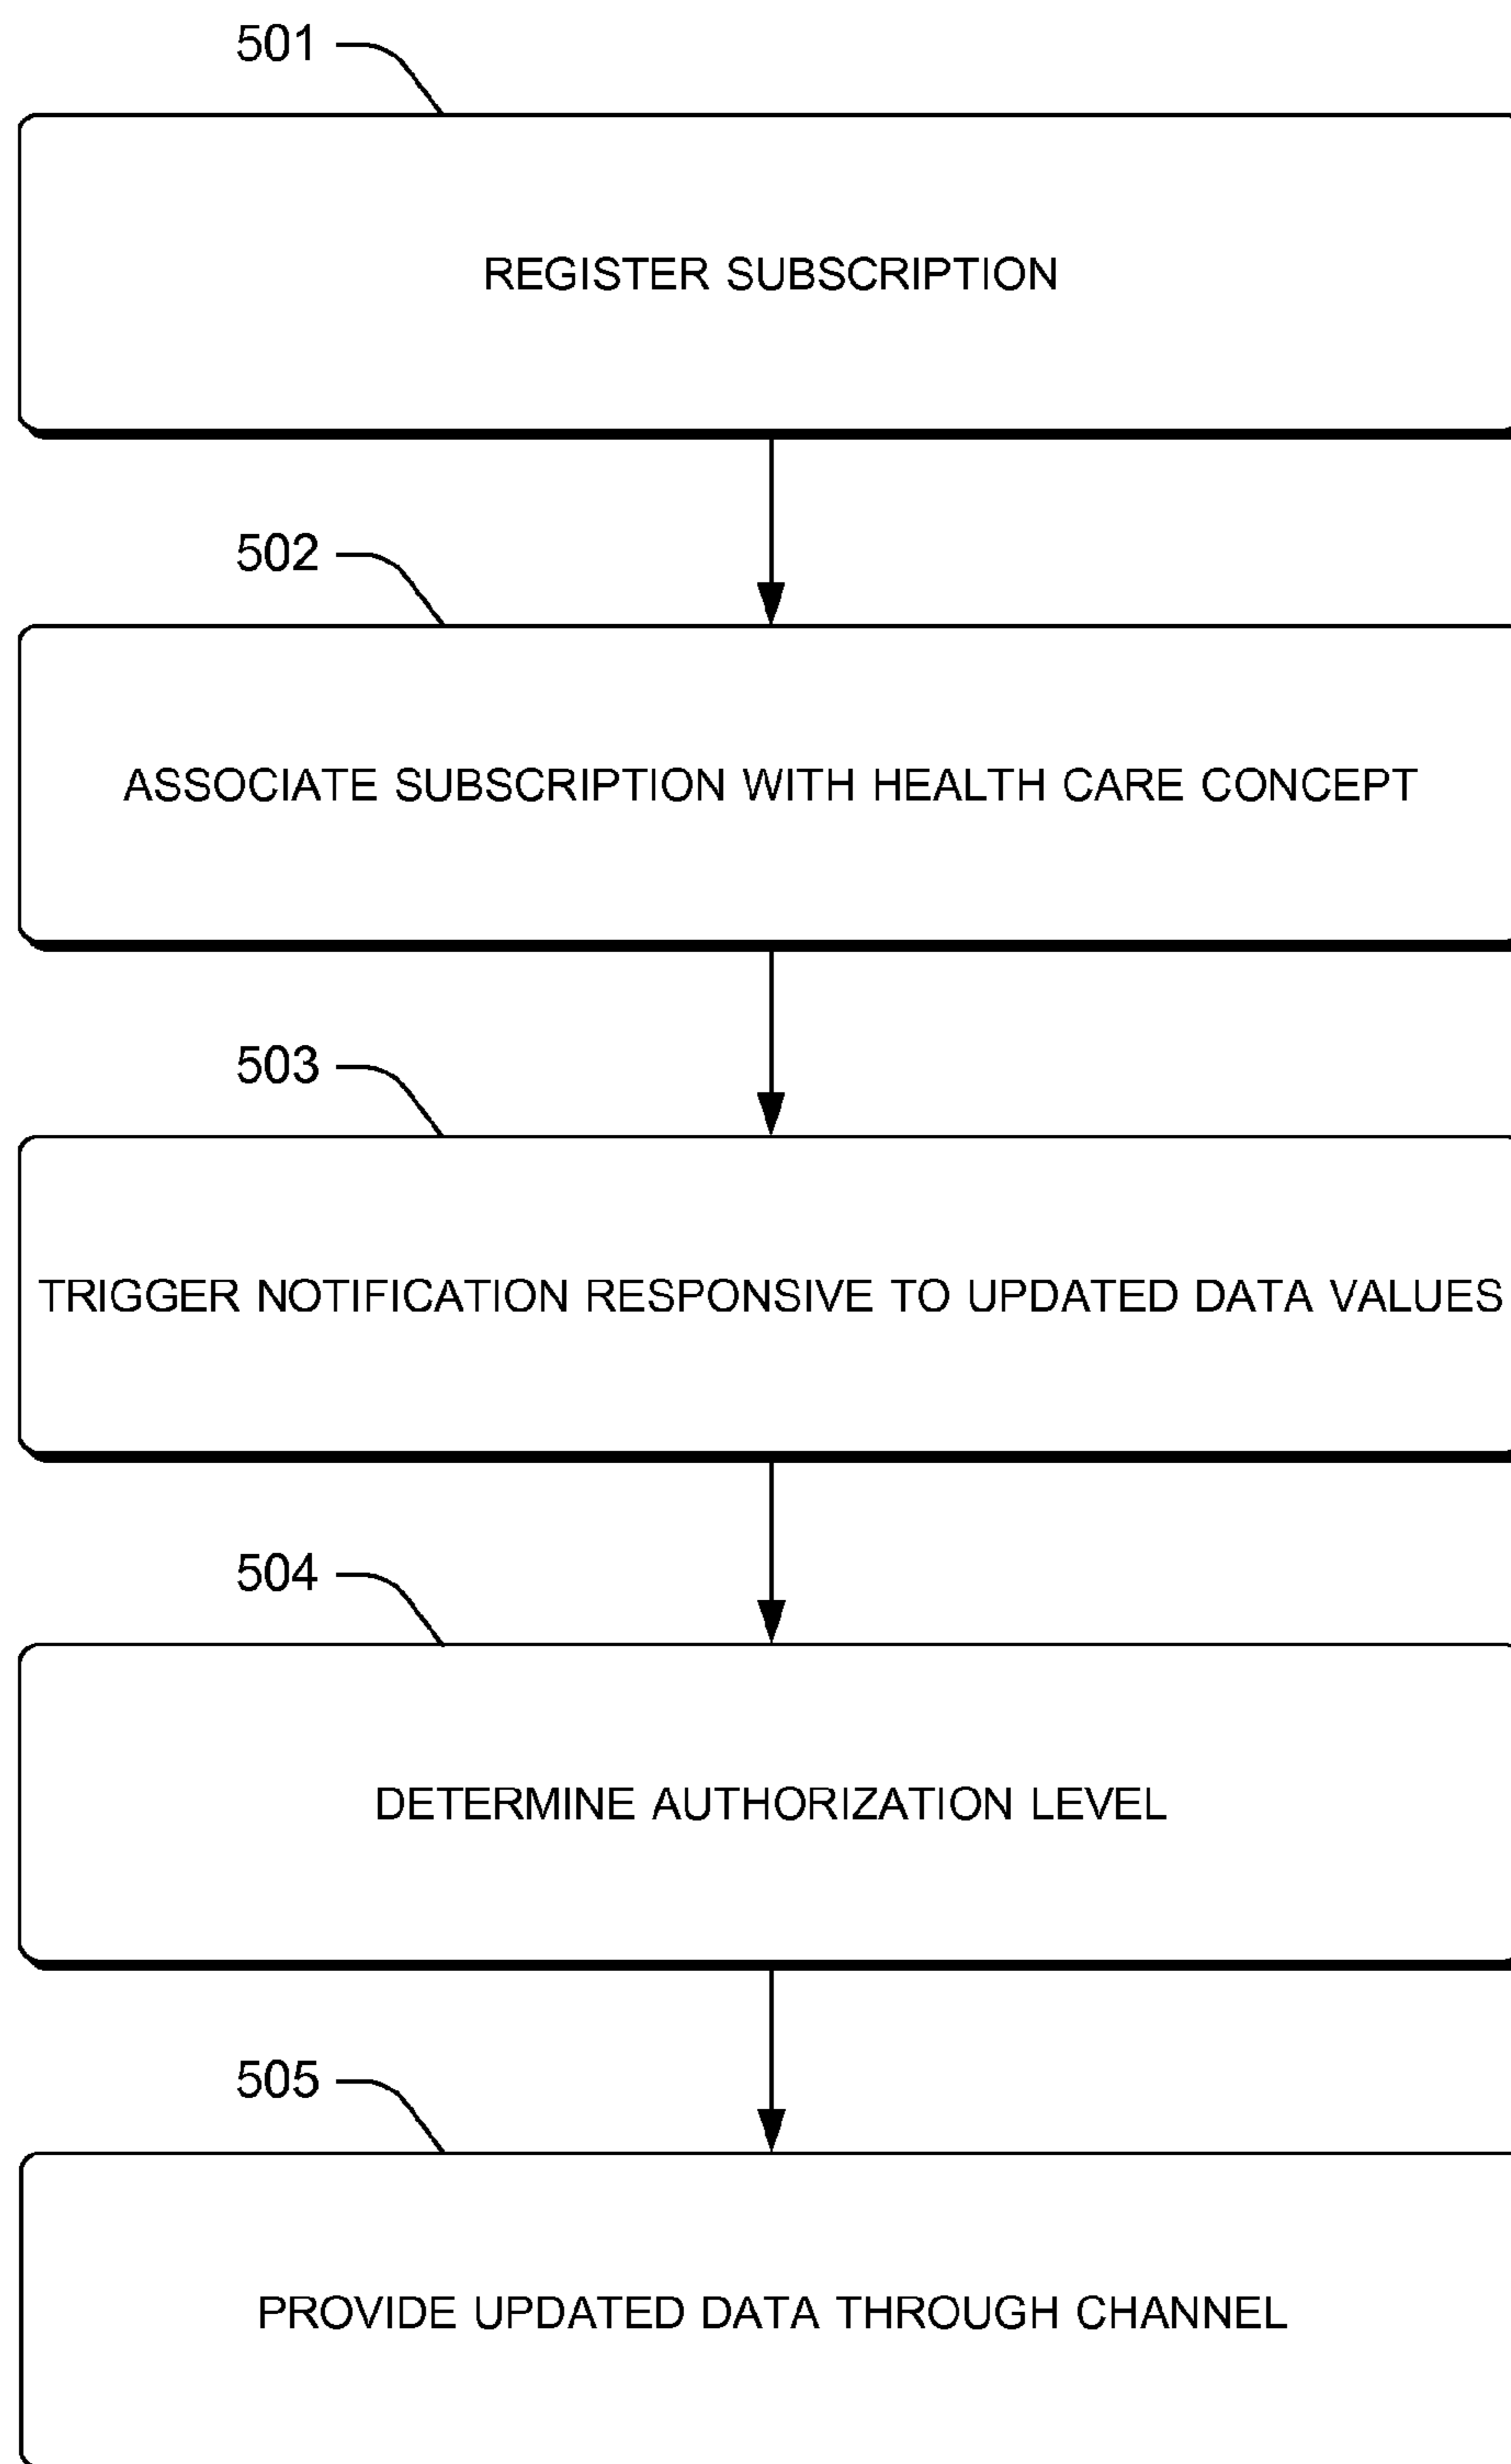 501
REGISTER SUBSCRIPTION
502
ASSOCIATE SUBSCRIPTION WITH HEALTH CARE CONCEPT
503
TRIGGER NOTIFICATION RESPONSIVE TO UPDATED DATA VALUES
504
DETERMINE AUTHORIZATION LEVEL
505
PROVIDE UPDATED DATA THROUGH CHANNEL